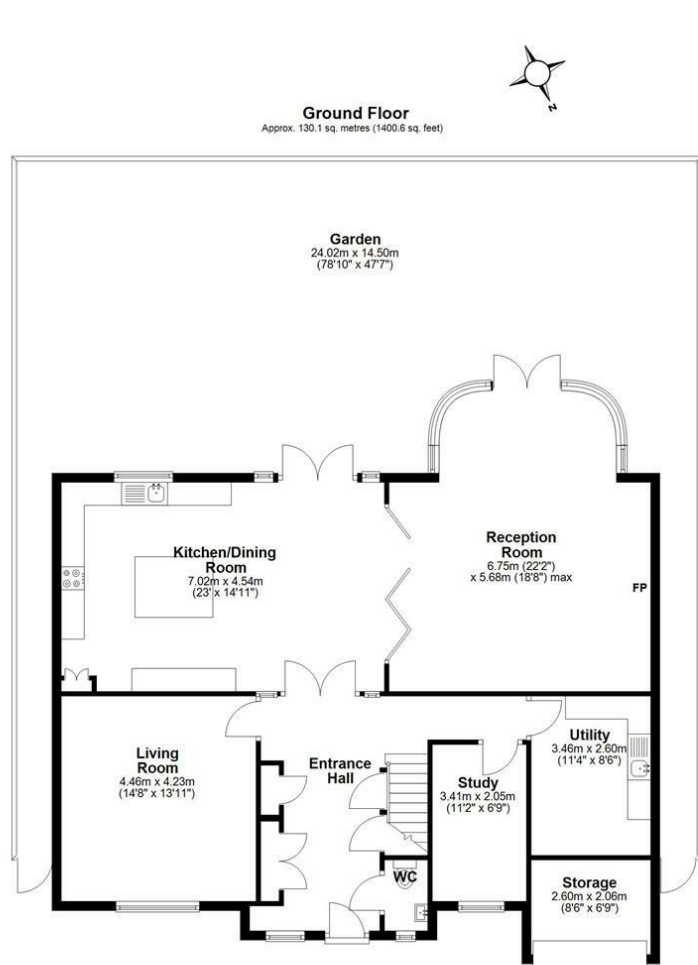 N
Ground Floor
Approx. 130.1 sq. metres (1400.6 sq. feet)
Garden
24.02m x 14.50m
(78'10" x 47'7")
Kitchen/Dining
Room
7.02m x 4.54m
(23' x 14'11")
Reception
Room
6.75m (22'2")
x 5.68m (18'8") max
FP
Living
Room
4.46m x 4.23m
(14'8" x 13'11")
Entrance
Hall
Study
3.41m x 2.05m
(11'2" x 6'9")
Utility
3.46m x 2.60m
(11'4" x 8'6")
WC
Storage
2.60m x 2.06m
(8'6" x 6'9")